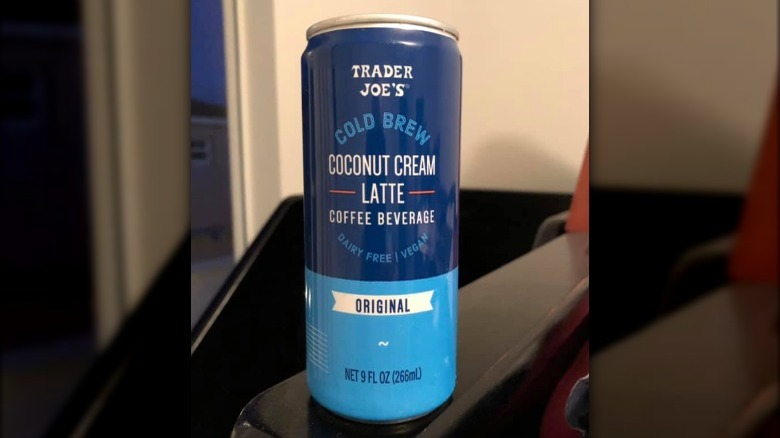 TRADER
JOE'S®
COLD BREW
COCONUT CREAM
LATTE
COFFEE BEVERAGE
DAIRY FREE | VEGAN
ORIGINAL
~
NET 9 FL OZ (266mL)